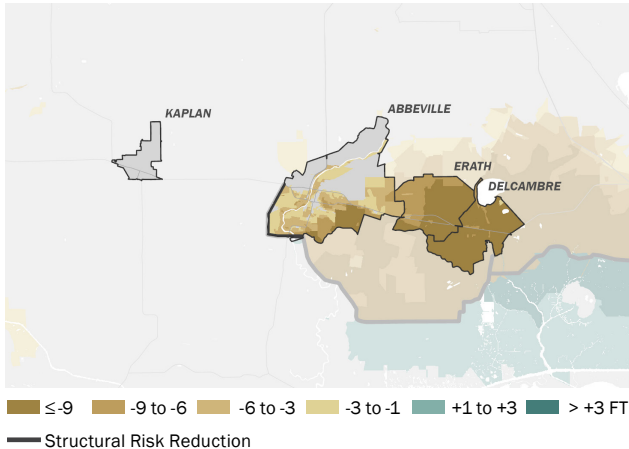 KAPLAN
ABBEVILLE
ERATH
DELCAMBRE
≤ -9 -9 to -6 -6 to -3 -3 to -1 +1 to +3 > +3 FT
Structural Risk Reduction